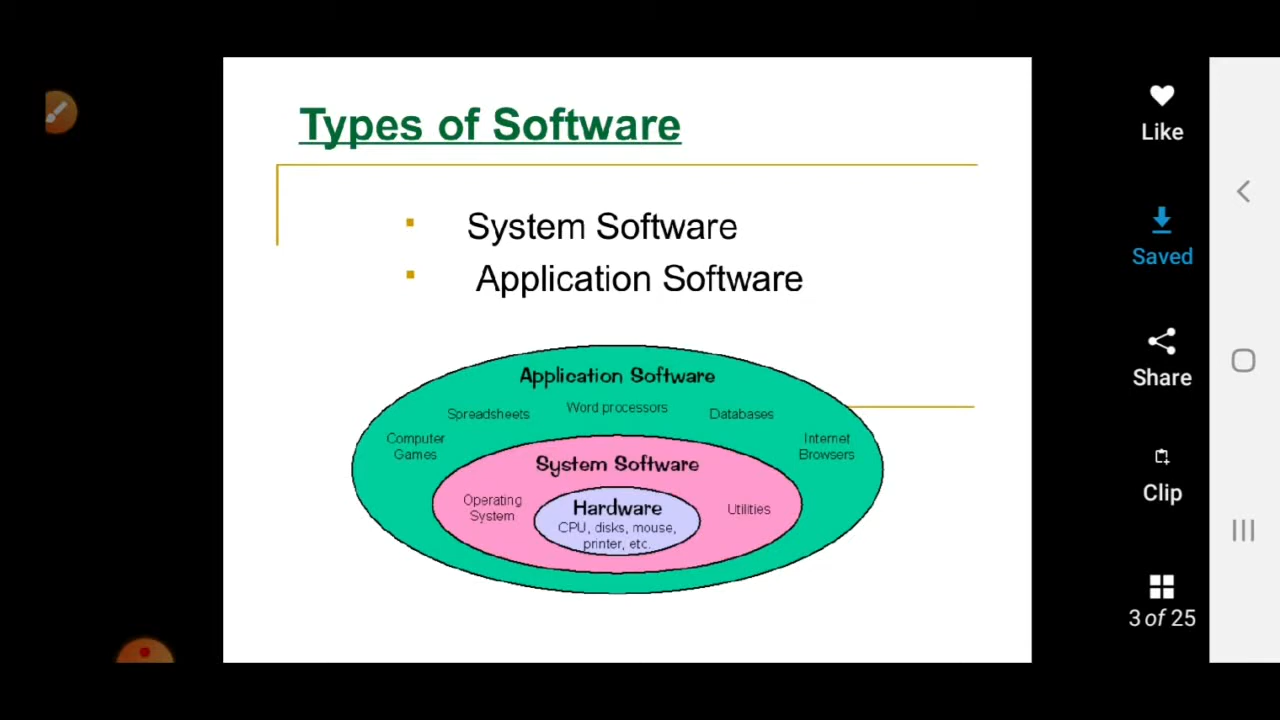 Types of Software
System Software
Application Software
Application Software
Spreadsheets
Word processors
Databases
Computer
Games
Internet
Browsers
System Software
Operating
System
Utilities
Hardware
CPU, disks, mouse,
printer, etc.
Like
Saved
Share
Clip
3 of 25